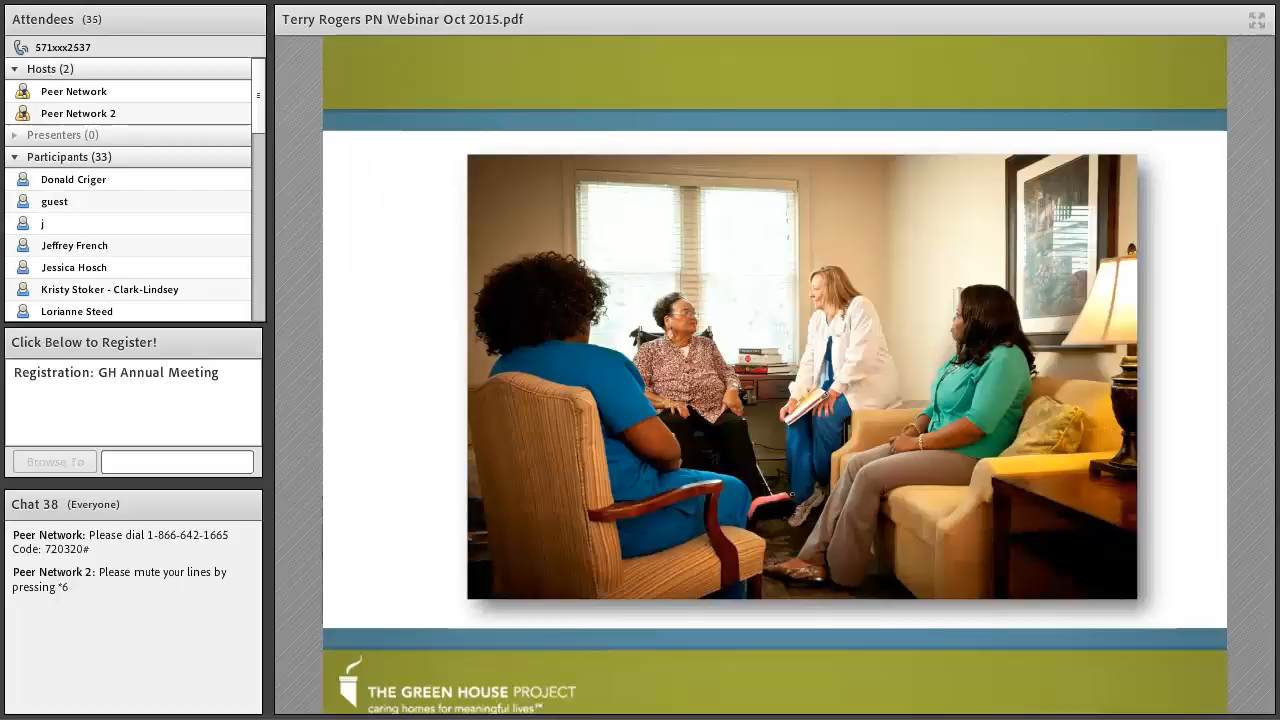 Attendees (35)
571xxx2537
Hosts (2)
Peer Network
Peer Network 2
Presenters (0)
Participants (33)
Donald Criger
guest
j
Jeffrey French
Jessica Hosch
Kristy Stoker - Clark-Lindsey
Lorianne Steed
Click Below to Register!
Registration: GH Annual Meeting
Browse To
Chat 38 (Everyone)
Peer Network: Please dial 1-866-642-1665
Code: 720320#
Peer Network 2: Please mute your lines by
pressing *6
Terry Rogers PN Webinar Oct 2015.pdf
THE GREEN HOUSE PROJECT
caring homes for meaningful lives℠